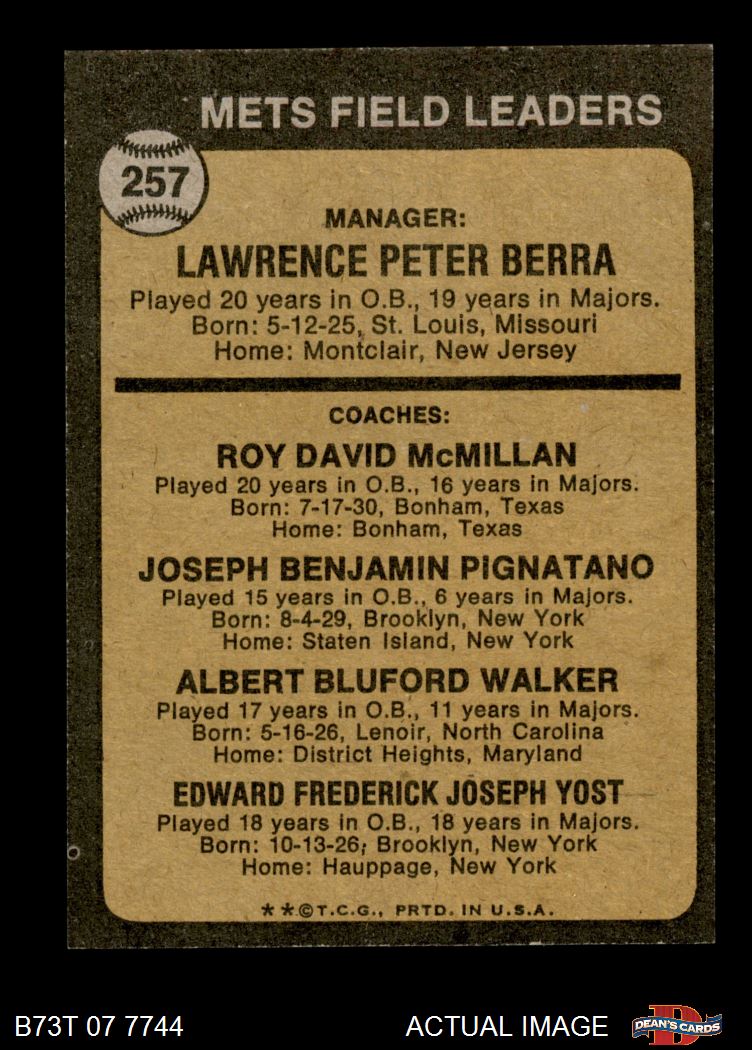 METS FIELD LEADERS
257
MANAGER:
LAWRENCE PETER BERRA
Played 20 years in O.B., 19 years in Majors.
Born: 5-12-25, St. Louis, Missouri
Home: Montclair, New Jersey
COACHES:
ROY DAVID McMILLAN
Played 20 years in O.B., 16 years in Majors.
Born: 7-17-30, Bonham, Texas
Home: Bonham, Texas
JOSEPH BENJAMIN PIGNATANO
Played 15 years in O.B., 6 years in Majors.
Born: 8-4-29, Brooklyn, New York
Home: Staten Island, New York
ALBERT BLUFORD WALKER
Played 17 years in O.B., 11 years in Majors.
Born: 5-16-26, Lenoir, North Carolina
Home: District Heights, Maryland
EDWARD FREDERICK JOSEPH YOST
Played 18 years in O.B., 18 years in Majors.
Born: 10-13-26, Brooklyn, New York
Home: Hauppage, New York
**©T.C.G., PRTD. IN U.S.A.
B73T 07 7744 ACTUAL IMAGE
D
DEAN'S CARDS